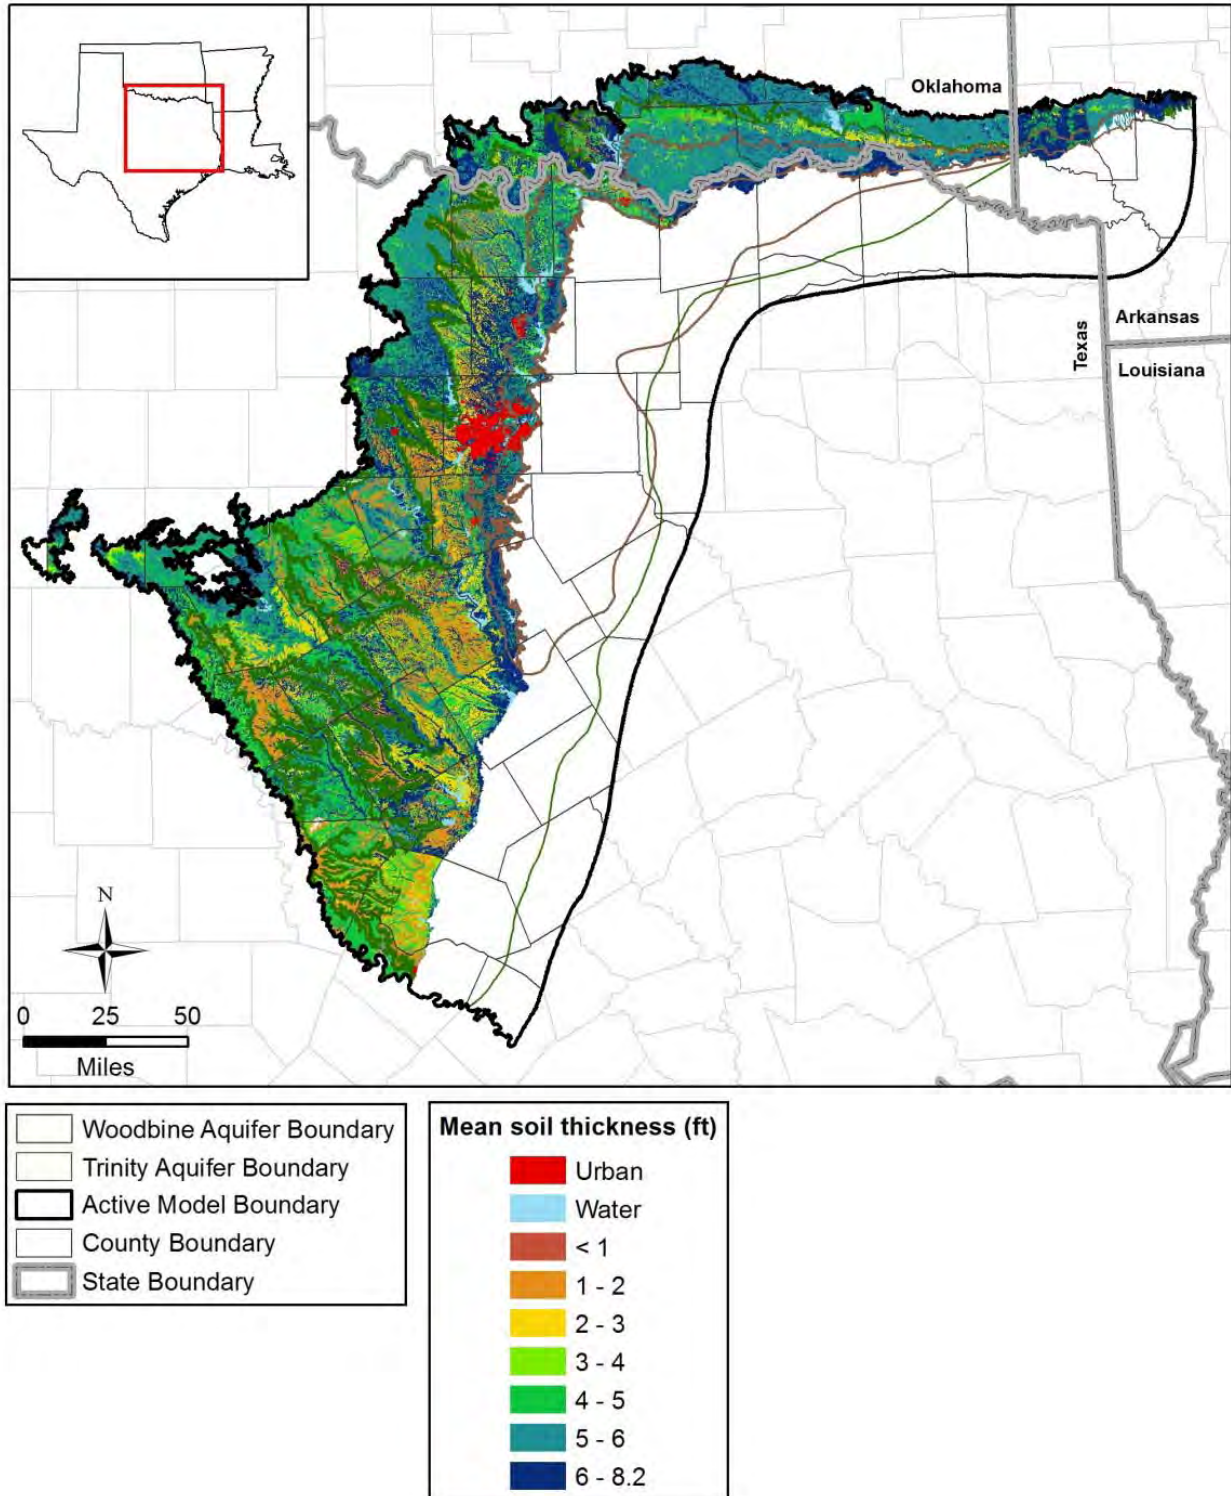 Oklahoma
Texas
Arkansas
Louisiana
N
0 25 50
Miles
Woodbine Aquifer Boundary
Trinity Aquifer Boundary
Active Model Boundary
County Boundary
State Boundary
Mean soil thickness (ft)
Urban
Water
< 1
1 - 2
2 - 3
3 - 4
4 - 5
5 - 6
6 - 8.2